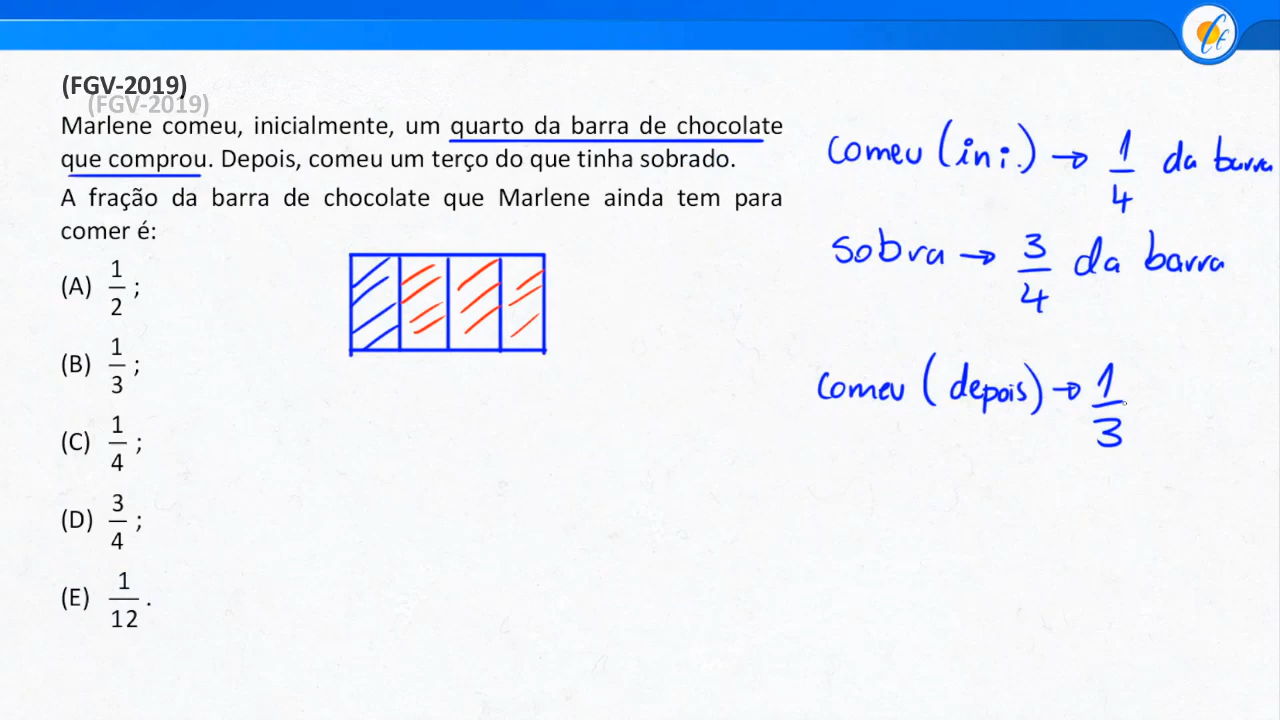 (FGV-2019)
(FGV-2019)
Marlene comeu, inicialmente, um quarto da barra de chocolate
que comprou. Depois, comeu um terço do que tinha sobrado.
A fração da barra de chocolate que Marlene ainda tem para
comer é:
(A) 1/2 ;
(B) 1/3 ;
(C) 1/4 ;
(D) 3/4 ;
(E) 1/12 .
comeu (ini.) → 1/4 da barra
sobra → 3/4 da barra
comeu (depois) → 1/3